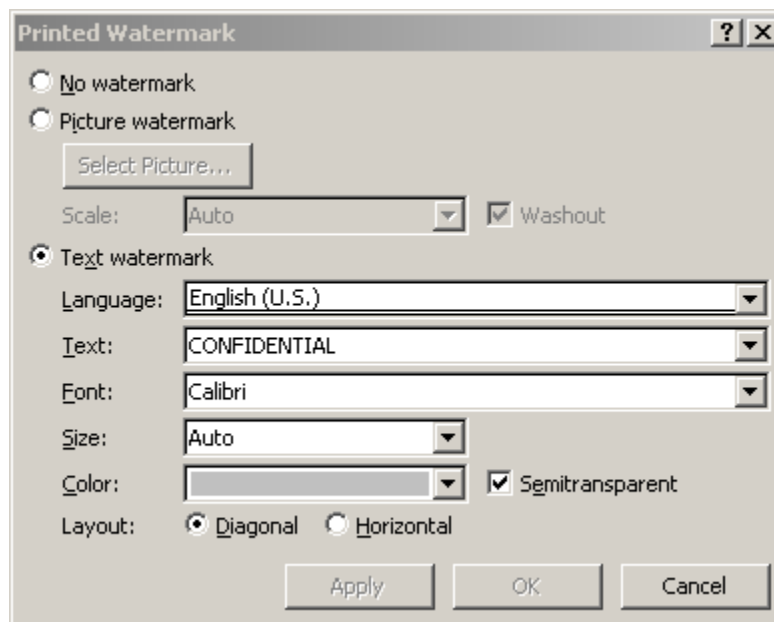 Printed Watermark
No watermark
Picture watermark
Select Picture...
Scale: Auto Washout
Text watermark
Language: English (U.S.)
Text: CONFIDENTIAL
Font: Calibri
Size: Auto
Color: Semitransparent
Layout: Diagonal Horizontal
Apply OK Cancel